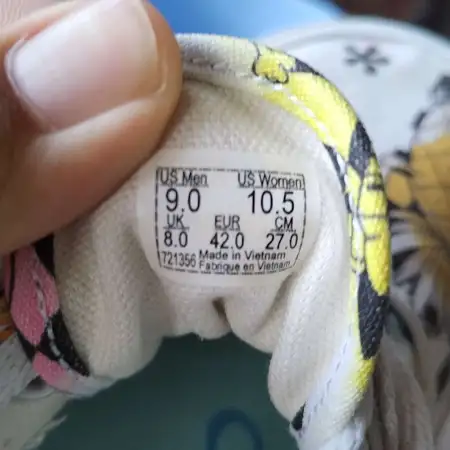 US Men US Women
9.0 10.5
UK EUR CM
8.0 42.0 27.0
721356 Made in Vietnam
Fabrique en Vietnam